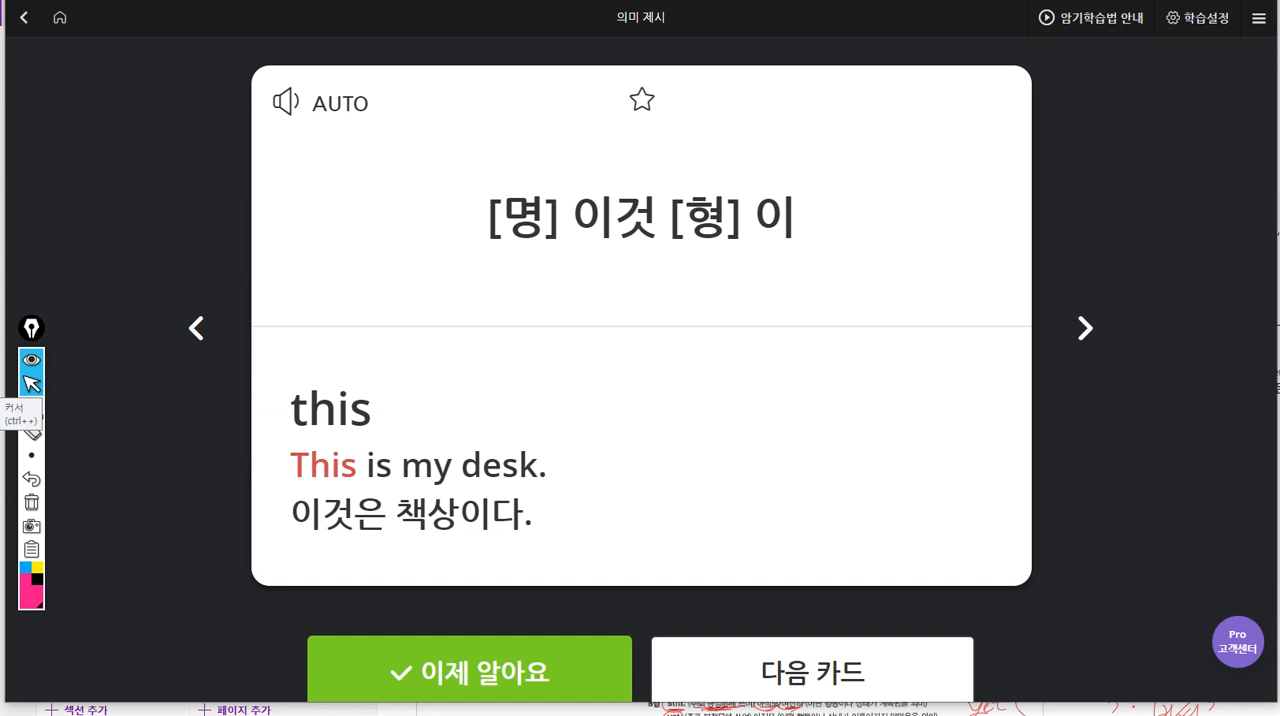 의미 제시
암기학습법 안내
학습설정
AUTO
[명] 이것 [형] 이
this
This is my desk.
이것은 책상이다.
커서
(ctrl++)
Pro
고객센터
이제 알아요
다음 카드
섹션 추가
페이지 추가